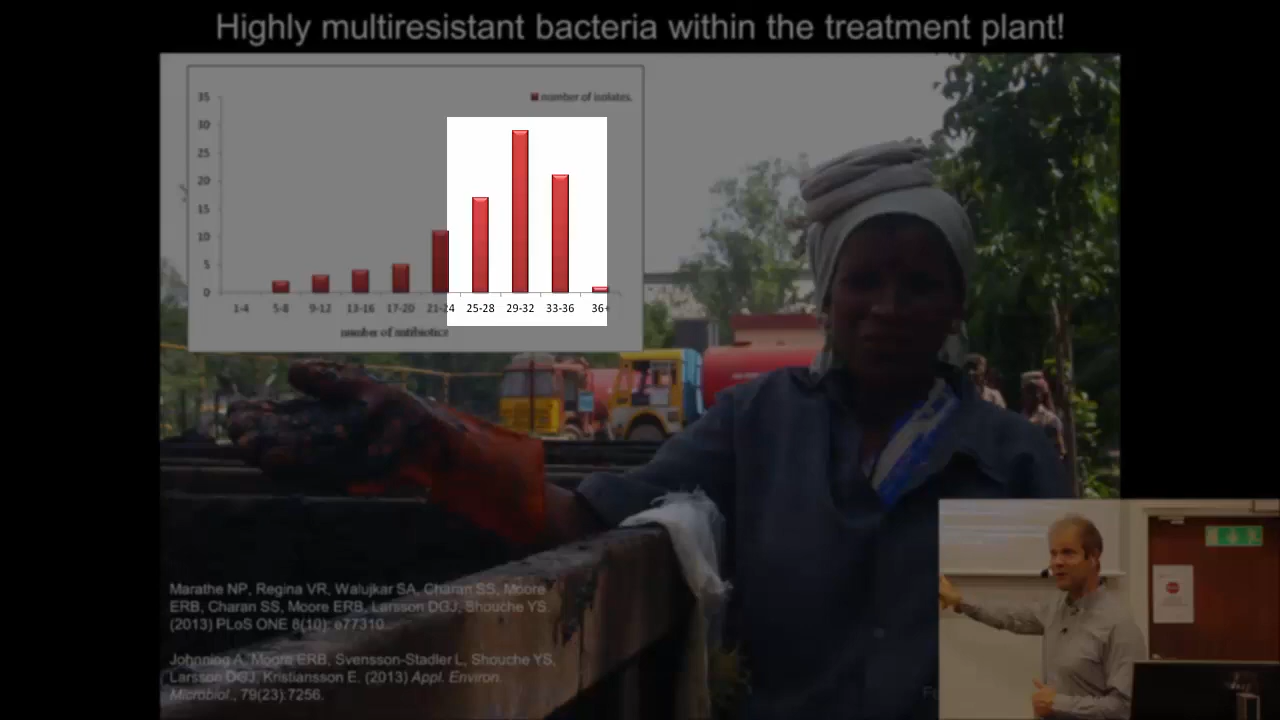 Highly multiresistant bacteria within the treatment plant!
number of isolates.
35
30
25
20
15
10
5
0
1-4
5-8
9-12
13-16
17-20
21-24
25-28
29-32
33-36
36+
number of antibiotics
Marathe NP, Regina VR, Walujkar SA, Charan SS, Moore
ERB, Charan SS, Moore ERB, Larsson DGJ, Shouche YS.
(2013) PLoS ONE 8(10): e77310
Johnning A, Moore ERB, Svensson-Stadler L, Shouche YS,
Larsson DGJ, Kristiansson E. (2013) Appl. Environ.
Microbiol., 79(23):7256.